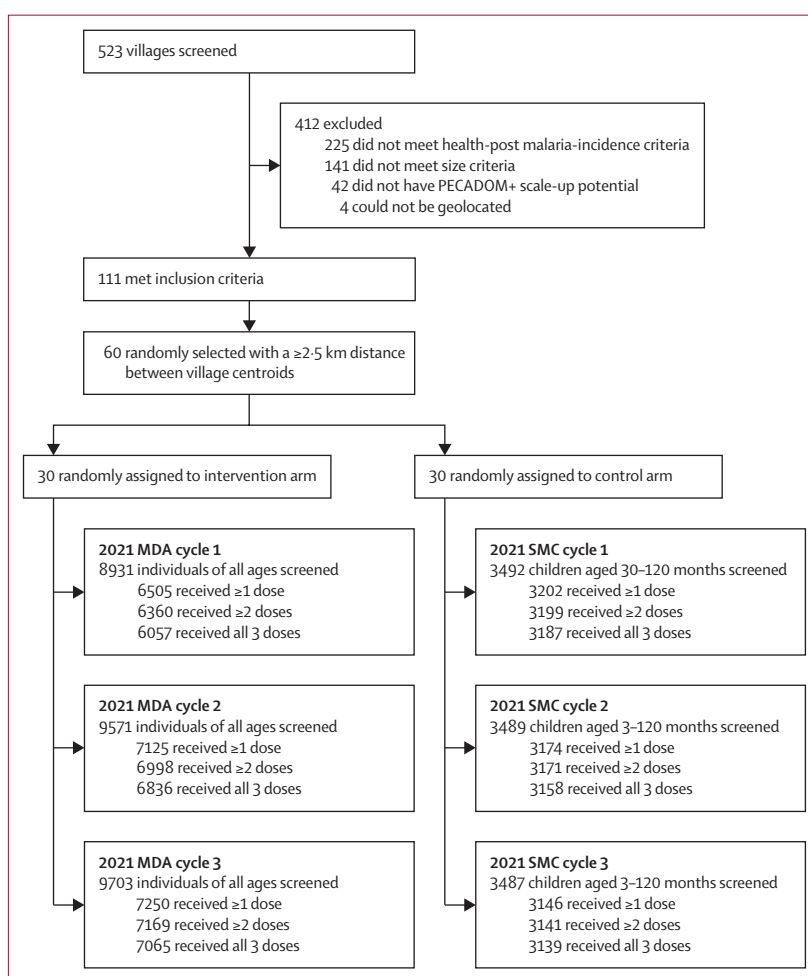 523 villages screened
412 excluded
225 did not meet health-post malaria-incidence criteria
141 did not meet size criteria
42 did not have PECADOM+ scale-up potential
4 could not be geolocated
111 met inclusion criteria
60 randomly selected with a ≥2·5 km distance
between village centroids
30 randomly assigned to intervention arm
30 randomly assigned to control arm
2021 MDA cycle 1
8931 individuals of all ages screened
6505 received ≥1 dose
6360 received ≥2 doses
6057 received all 3 doses
2021 SMC cycle 1
3492 children aged 30–120 months screened
3202 received ≥1 dose
3199 received ≥2 doses
3187 received all 3 doses
2021 MDA cycle 2
9571 individuals of all ages screened
7125 received ≥1 dose
6998 received ≥2 doses
6836 received all 3 doses
2021 SMC cycle 2
3489 children aged 3–120 months screened
3174 received ≥1 dose
3171 received ≥2 doses
3158 received all 3 doses
2021 MDA cycle 3
9703 individuals of all ages screened
7250 received ≥1 dose
7169 received ≥2 doses
7065 received all 3 doses
2021 SMC cycle 3
3487 children aged 3–120 months screened
3146 received ≥1 dose
3141 received ≥2 doses
3139 received all 3 doses